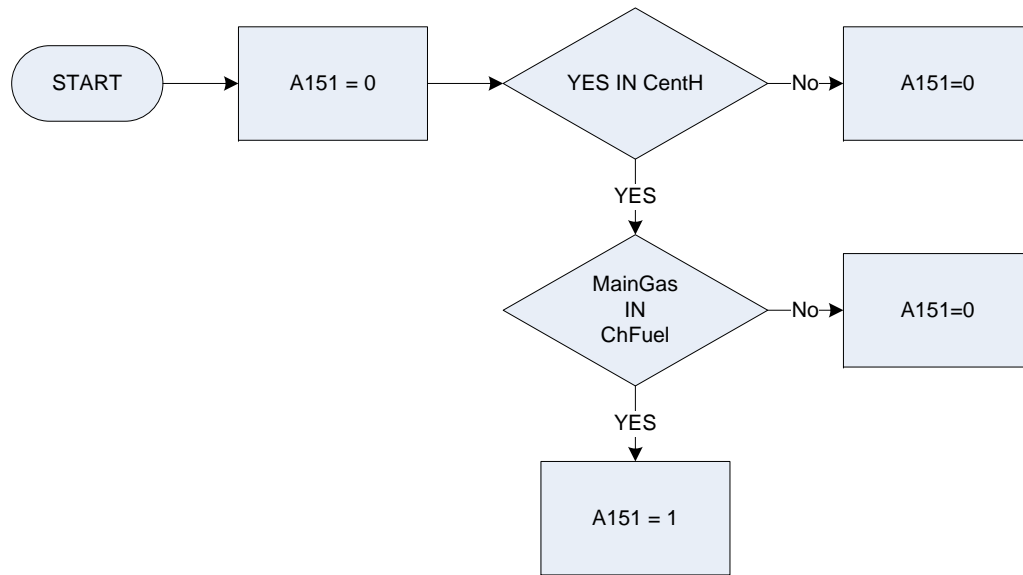 START
A151 = 0
YES IN CentH
No
A151=0
YES
MainGas
IN
ChFuel
No
A151=0
YES
A151 = 1